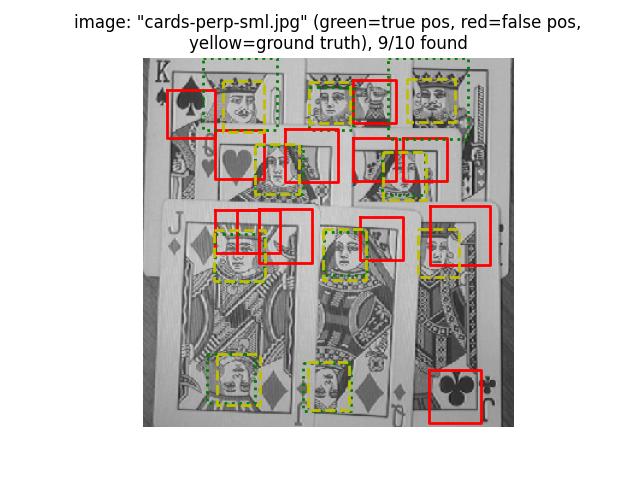 image: "cards-perp-sml.jpg" (green=true pos, red=false pos,
yellow=ground truth), 9/10 found
K
J